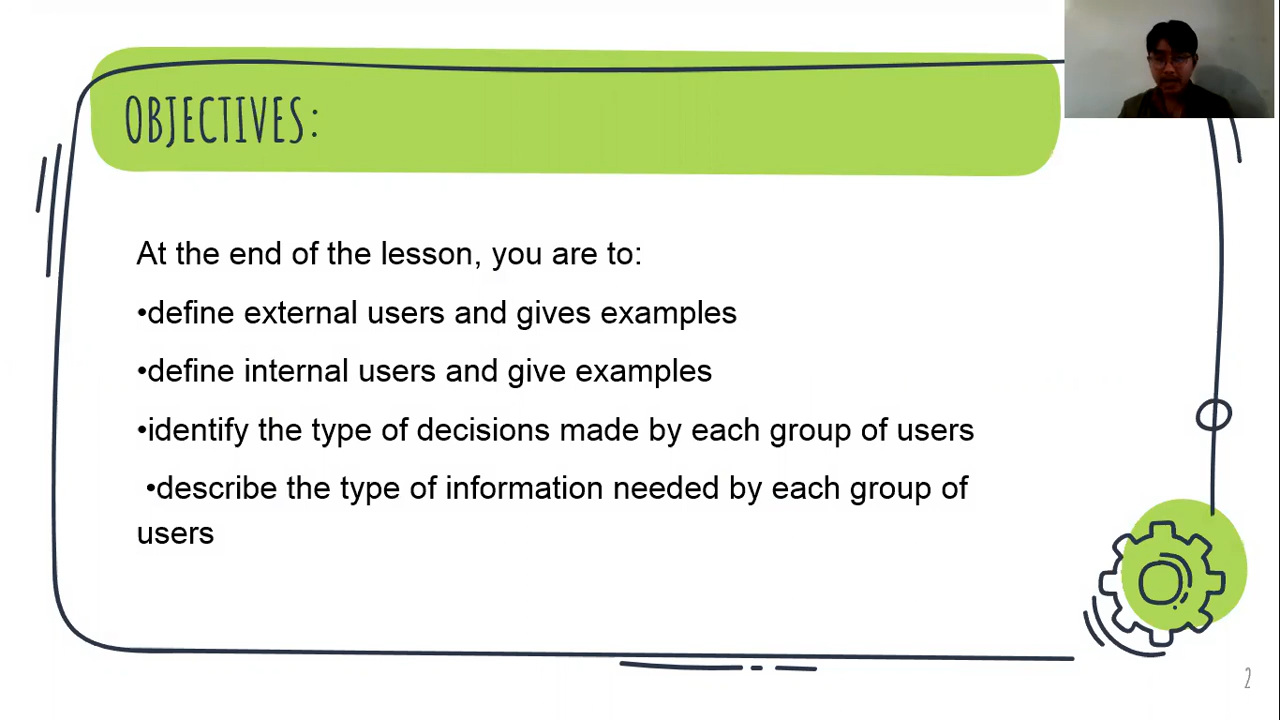 OBJECTIVES:
At the end of the lesson, you are to:
•define external users and gives examples
•define internal users and give examples
•identify the type of decisions made by each group of users
•describe the type of information needed by each group of
users
2